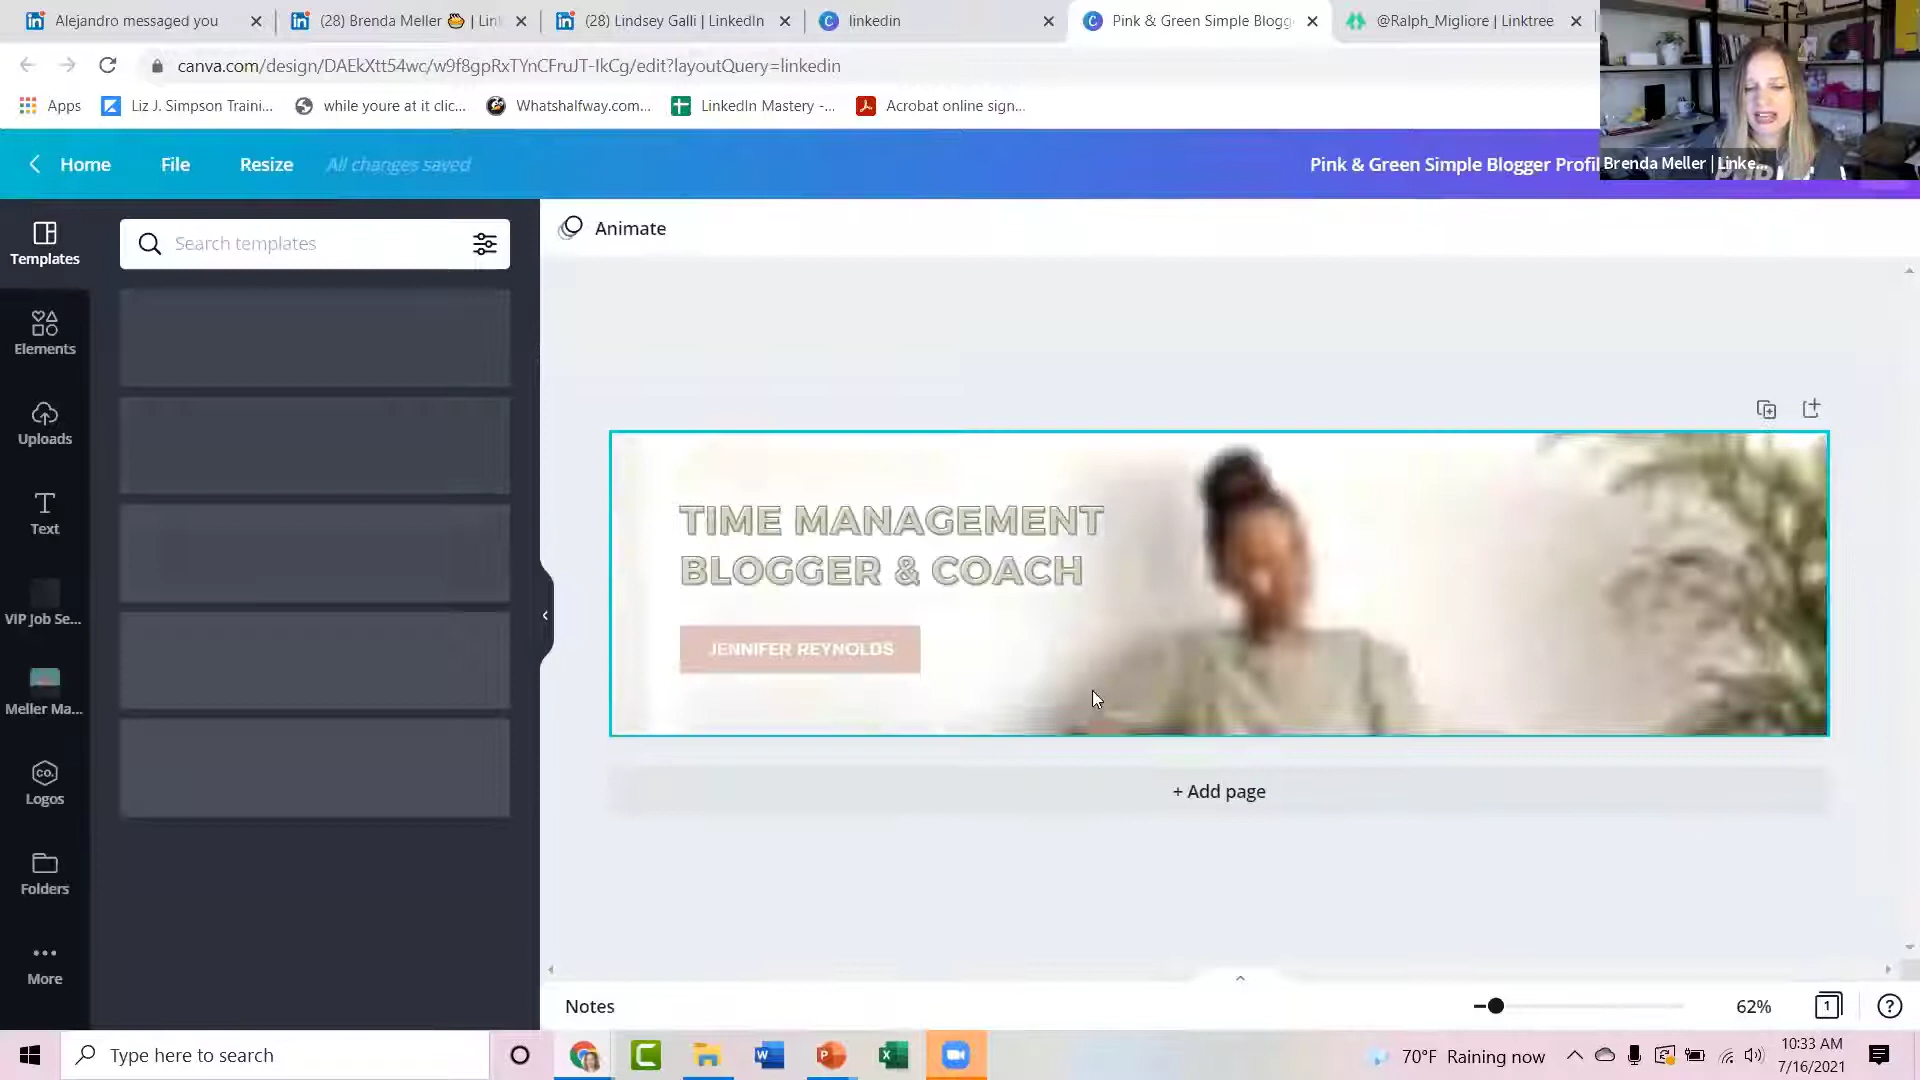 Alejandro messaged you
(28) Brenda Meller 🥧 | Lin
(28) Lindsey Galli | LinkedIn
linkedin
Pink & Green Simple Blogg
@Ralph_Migliore | Linktree
canva.com/design/DAEkXtt54wc/w9f8gpRxTYnCFruJT-IkCg/edit?layoutQuery=linkedin
Apps
Liz J. Simpson Traini...
while youre at it clic...
Whatshalfway.com...
LinkedIn Mastery -...
Acrobat online sign...
Home
File
Resize
All changes saved
Pink & Green Simple Blogger Profil
Brenda Meller | Linke...
Templates
Search templates
Animate
Elements
Uploads
Text
VIP Job Se...
Meller Ma...
CO.
Logos
Folders
More
TIME MANAGEMENT
BLOGGER & COACH
JENNIFER REYNOLDS
+ Add page
Notes
62%
1
Type here to search
70°F Raining now
10:33 AM
7/16/2021